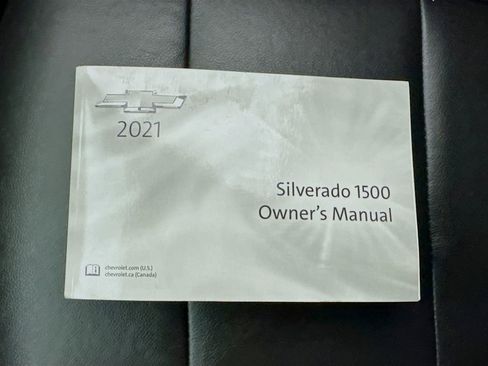 2021
Silverado 1500
Owner's Manual
chevrolet.com (U.S.)
chevrolet.ca (Canada)